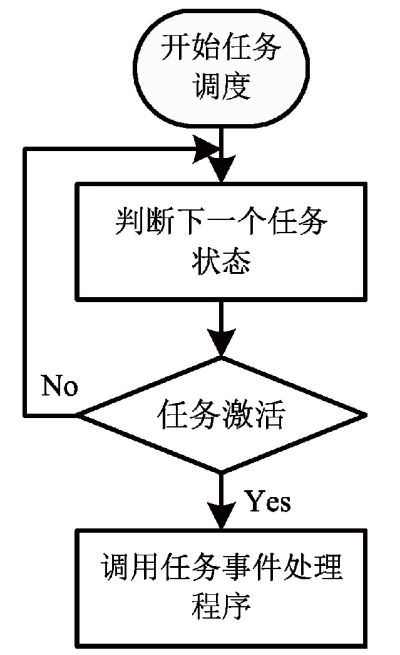 开始任务
调度
判断下一个任务
状态
No
任务激活
Yes
调用任务事件处理
程序